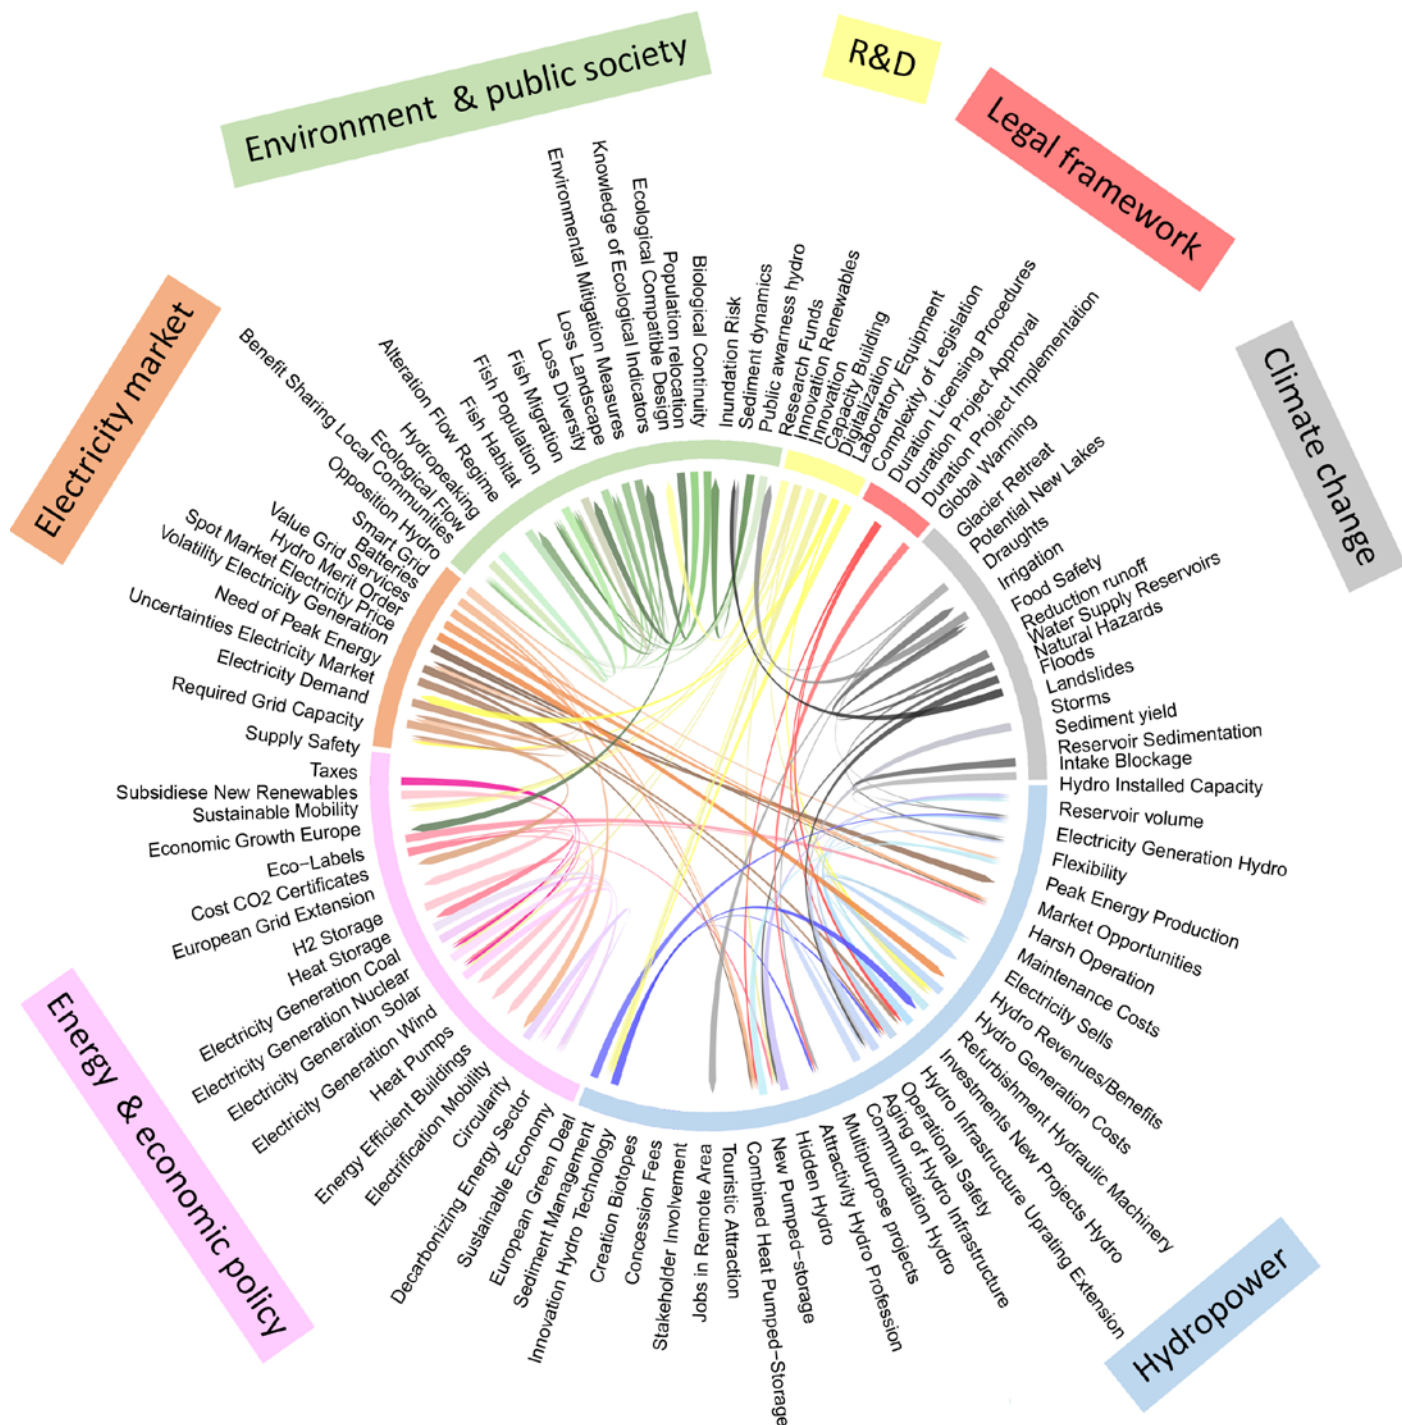 Environment & public society
R&D
Legal framework
Climate change
Hydropower
Energy & economic policy
Electricity market
Inundation Risk
Sediment dynamics
Public awarness hydro
Research Funds
Innovation Renewables
Innovation
Capacity Building
Digitalization
Laboratory Equipment
Complexity of Legislation
Duration Licensing Procedures
Duration Project Approval
Duration Project Implementation
Global Warming
Glacier Retreat
Potential New Lakes
Draughts
Irrigation
Food Safety
Reduction runoff
Water Supply Reservoirs
Natural Hazards
Floods
Landslides
Storms
Sediment yield
Reservoir Sedimentation
Intake Blockage
Hydro Installed Capacity
Reservoir volume
Electricity Generation Hydro
Flexibility
Peak Energy Production
Market Opportunities
Harsh Operation
Maintenance Costs
Electricity Sells
Hydro Revenues/Benefits
Hydro Generation Costs
Refurbishment Hydraulic Machinery
Investments New Projects Hydro
Hydro Infrastructure Uprating Extension
Operational Safety
Aging of Hydro Infrastructure
Communication Hydro
Multipurpose projects
Attractivity Hydro Profession
Hidden Hydro
New Pumped−storage
Combined Heat Pumped−Storage
Touristic Attraction
Jobs in Remote Area
Stakeholder Involvement
Concession Fees
Creation Biotopes
Innovation Hydro Technology
Sediment Management
European Green Deal
Sustainable Economy
Decarbonizing Energy Sector
Circularity
Electrification Mobility
Energy Efficient Buildings
Heat Pumps
Electricity Generation Wind
Electricity Generation Solar
Electricity Generation Nuclear
Electricity Generation Coal
Heat Storage
H2 Storage
European Grid Extension
Cost CO2 Certificates
Eco−Labels
Economic Growth Europe
Sustainable Mobility
Subsidiese New Renewables
Taxes
Supply Safety
Required Grid Capacity
Electricity Demand
Uncertainties Electricity Market
Need of Peak Energy
Volatility Electricity Generation
Spot Market Electricity Price
Hydro Merit Order
Value Grid Services
Batteries
Smart Grid
Opposition Hydro
Benefit Sharing Local Communities
Ecological Flow
Hydropeaking
Alteration Flow Regime
Fish Habitat
Fish Population
Fish Migration
Loss Diversity
Loss Landscape
Environmental Mitigation Measures
Knowledge of Ecological Indicators
Ecological Compatible Design
Population relocation
Biological Continuity